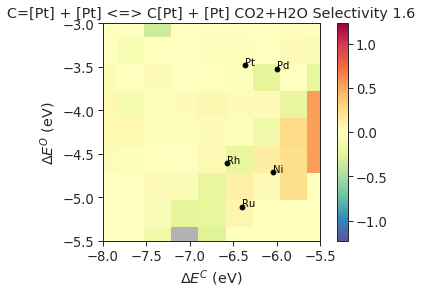 C=[Pt] + [Pt] <=> C[Pt] + [Pt] CO2+H2O Selectivity 1.6
−3.0
−3.5
−4.0
−4.5
−5.0
−5.5
ΔE^O (eV)
Pt
Pd
Rh
Ni
Ru
−8.0 −7.5 −7.0 −6.5 −6.0 −5.5
ΔE^C (eV)
1.0
0.5
0.0
−0.5
−1.0